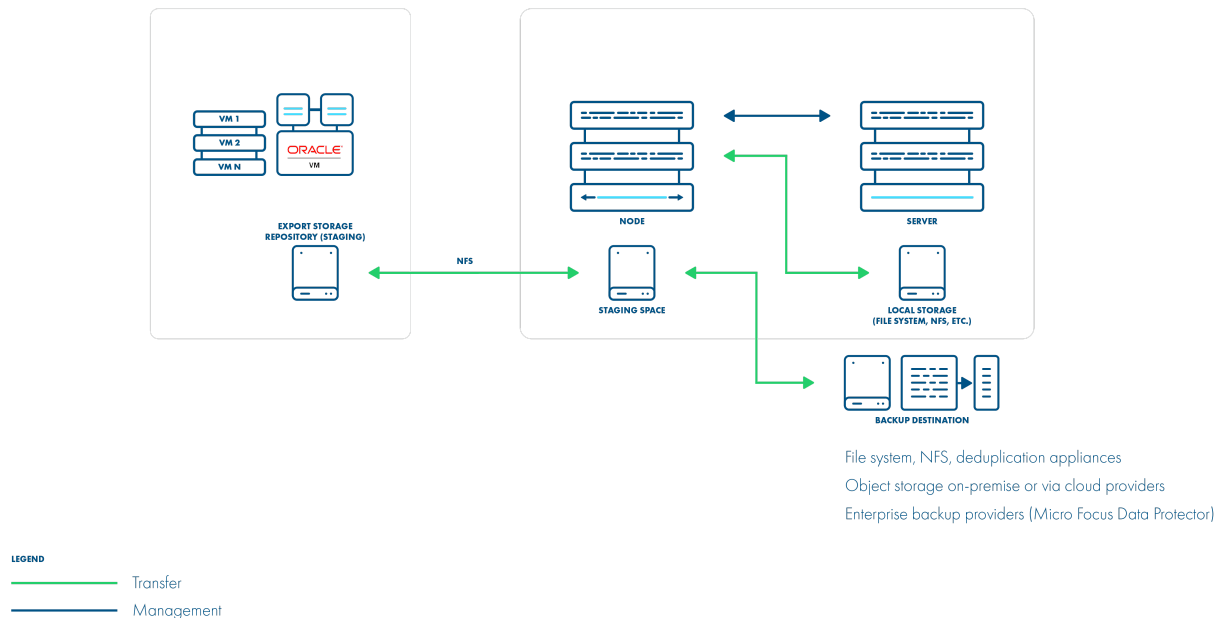 VM 1
VM 2
VM N
ORACLE
VM
EXPORT STORAGE
REPOSITORY (STAGING)
NFS
NODE
SERVER
STAGING SPACE
LOCAL STORAGE
(FILE SYSTEM, NFS, ETC.)
BACKUP DESTINATION
File system, NFS, deduplication appliances
Object storage on-premise or via cloud providers
Enterprise backup providers (Micro Focus Data Protector)
LEGEND
Transfer
Management